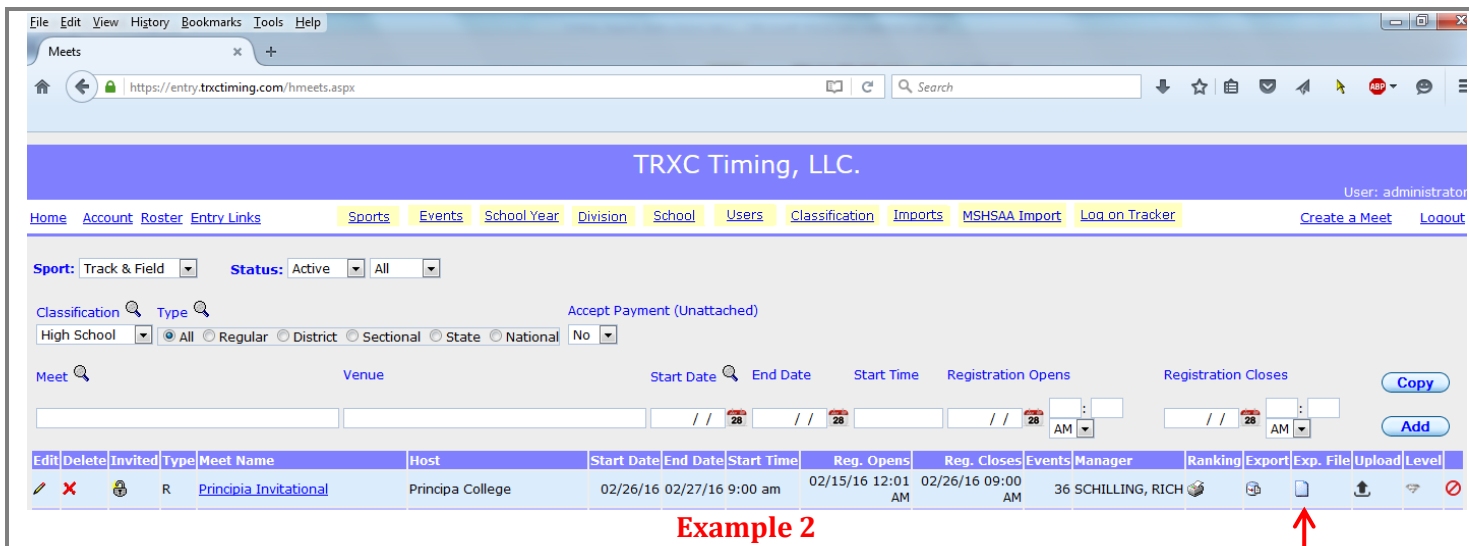 File Edit View History Bookmarks Tools Help
Meets × +
https://entry.trxctiming.com/hmeets.aspx Search ABP
TRXC Timing, LLC.
User: administrator
Home Account Roster Entry Links Sports Events School Year Division School Users Classification Imports MSHSAA Import Log on Tracker Create a Meet Logout
Sport: Track & Field Status: Active All
Classification Type Accept Payment (Unattached)
High School All Regular District Sectional State National No
Meet Venue Start Date End Date Start Time Registration Opens Registration Closes Copy
/ / 28 / / 28 / / 28 : AM / / 28 : AM Add
Edit Delete Invited Type Meet Name Host Start Date End Date Start Time Reg. Opens Reg. Closes Events Manager Ranking Export Exp. File Upload Level
R Principia Invitational Principa College 02/26/16 02/27/16 9:00 am 02/15/16 12:01 AM 02/26/16 09:00 AM 36 SCHILLING, RICH
Example 2